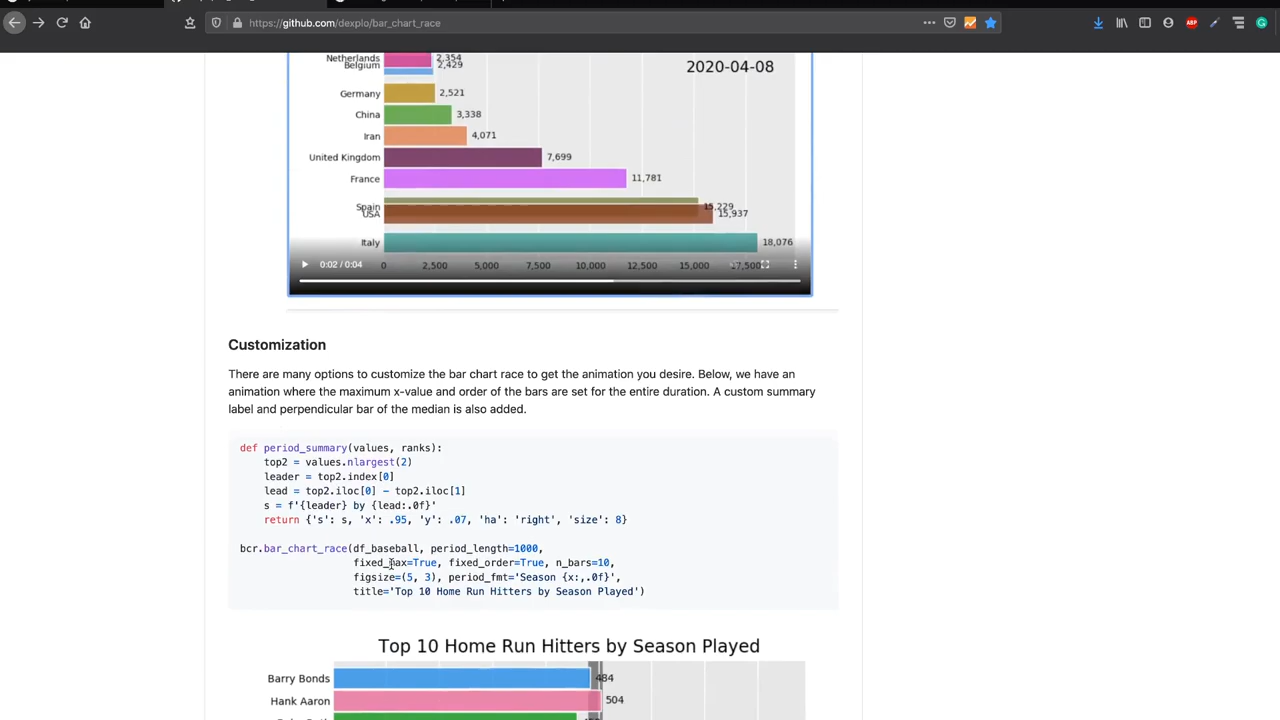 https://github.com/dexplo/bar_chart_race
ABP
Netherlands 2,354
Belgium 2,429
2020-04-08
Germany 2,521
China 3,338
Iran 4,071
United Kingdom 7,699
France 11,781
Spain 15,229
USA 15,937
Italy 18,076
0:02 / 0:04
0 2,500 5,000 7,500 10,000 12,500 15,000 17,500
Customization
There are many options to customize the bar chart race to get the animation you desire. Below, we have an
animation where the maximum x-value and order of the bars are set for the entire duration. A custom summary
label and perpendicular bar of the median is also added.
def period_summary(values, ranks):
top2 = values.nlargest(2)
leader = top2.index[0]
lead = top2.iloc[0] - top2.iloc[1]
s = f'{leader} by {lead:.0f}'
return {'s': s, 'x': .95, 'y': .07, 'ha': 'right', 'size': 8}
bcr.bar_chart_race(df_baseball, period_length=1000,
fixed_max=True, fixed_order=True, n_bars=10,
figsize=(5, 3), period_fmt='Season {x:,.0f}',
title='Top 10 Home Run Hitters by Season Played')
Top 10 Home Run Hitters by Season Played
Barry Bonds 484
Hank Aaron 504